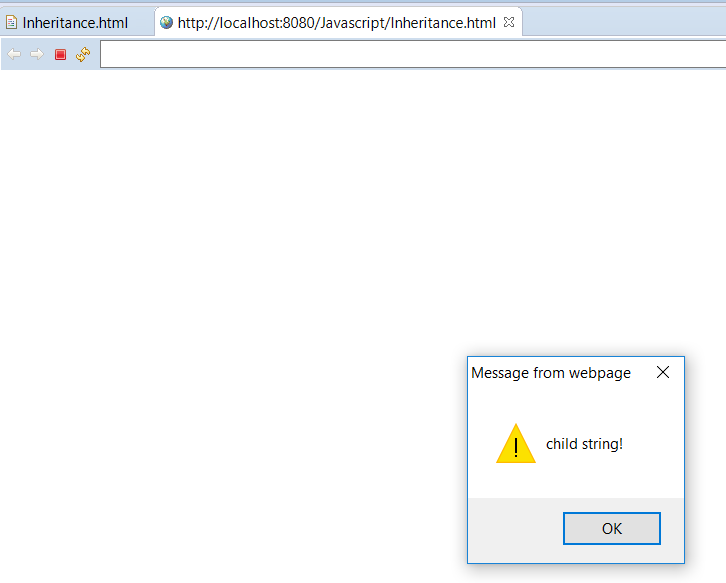 Inheritance.html
http://localhost:8080/Javascript/Inheritance.html
Message from webpage
child string!
OK